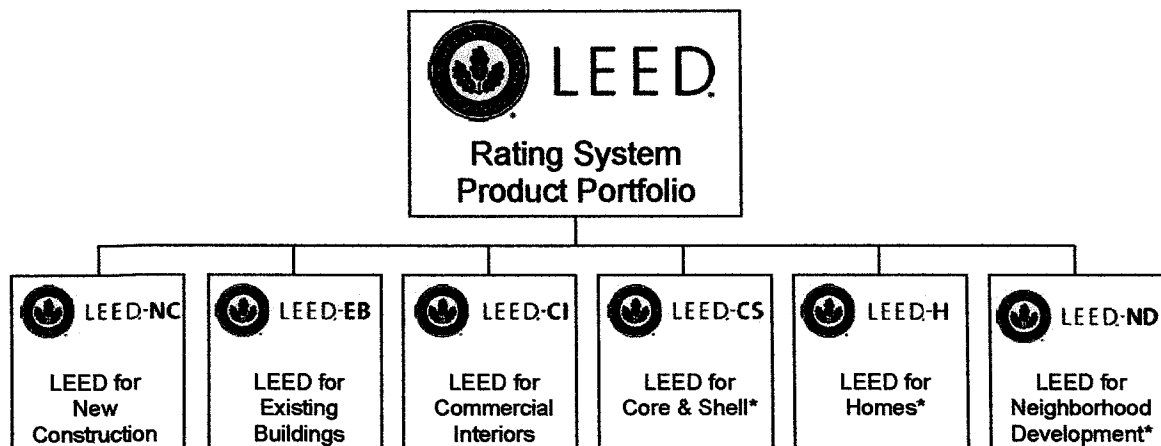 LEED®
Rating System
Product Portfolio
LEED-NC
LEED for
New
Construction
LEED-EB
LEED for
Existing
Buildings
LEED-CI
LEED for
Commercial
Interiors
LEED-CS
LEED for
Core & Shell*
LEED-H
LEED for
Homes*
LEED-ND
LEED for
Neighborhood
Development*